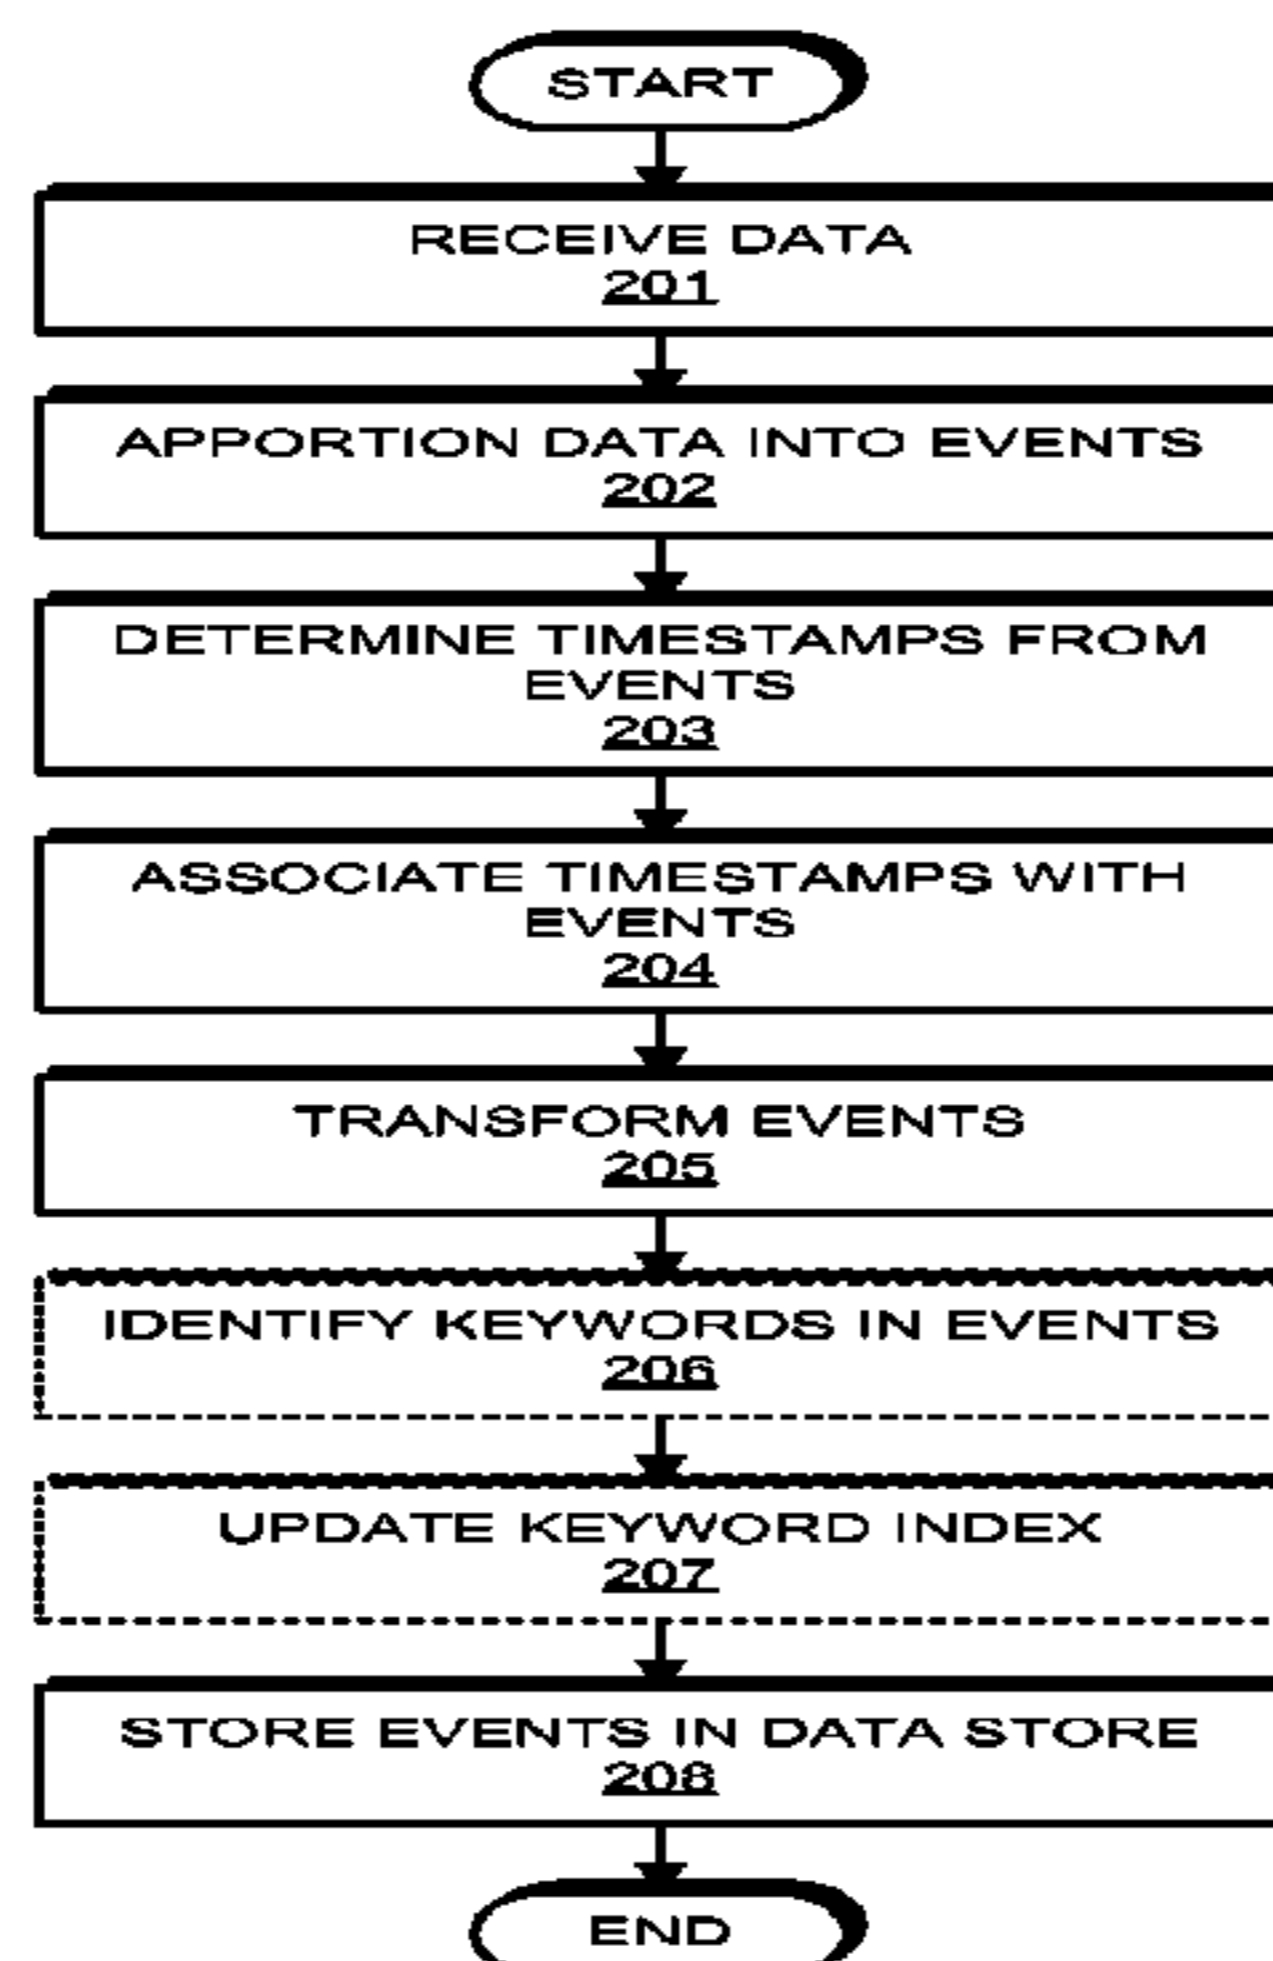 START
RECEIVE DATA
201
APPORTION DATA INTO EVENTS
202
DETERMINE TIMESTAMPS FROM
EVENTS
203
ASSOCIATE TIMESTAMPS WITH
EVENTS
204
TRANSFORM EVENTS
205
IDENTIFY KEYWORDS IN EVENTS
206
UPDATE KEYWORD INDEX
207
STORE EVENTS IN DATA STORE
208
END